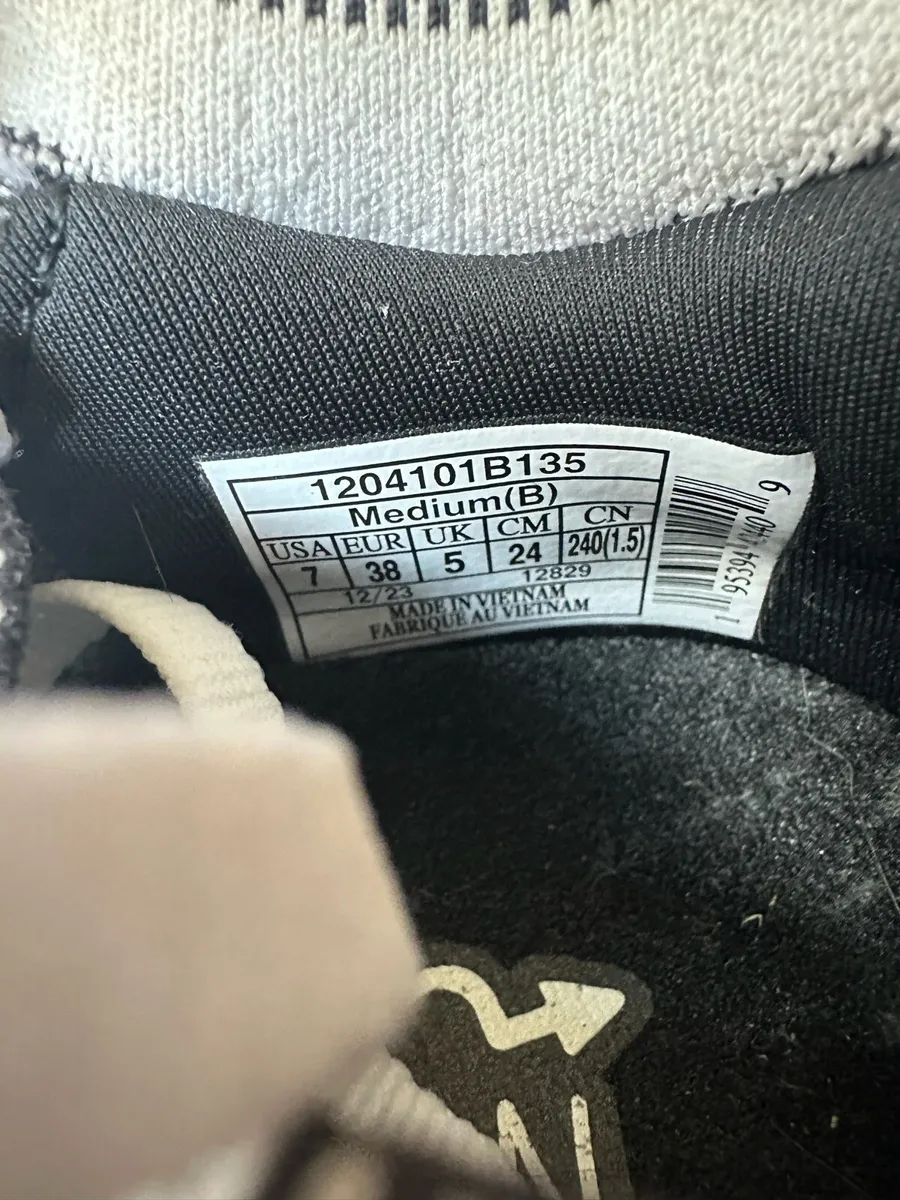 1204101B135
Medium(B)
USA EUR UK CM CN
7 38 5 24 240(1.5)
12/23 12829
MADE IN VIETNAM
FABRIQUE AU VIETNAM
N